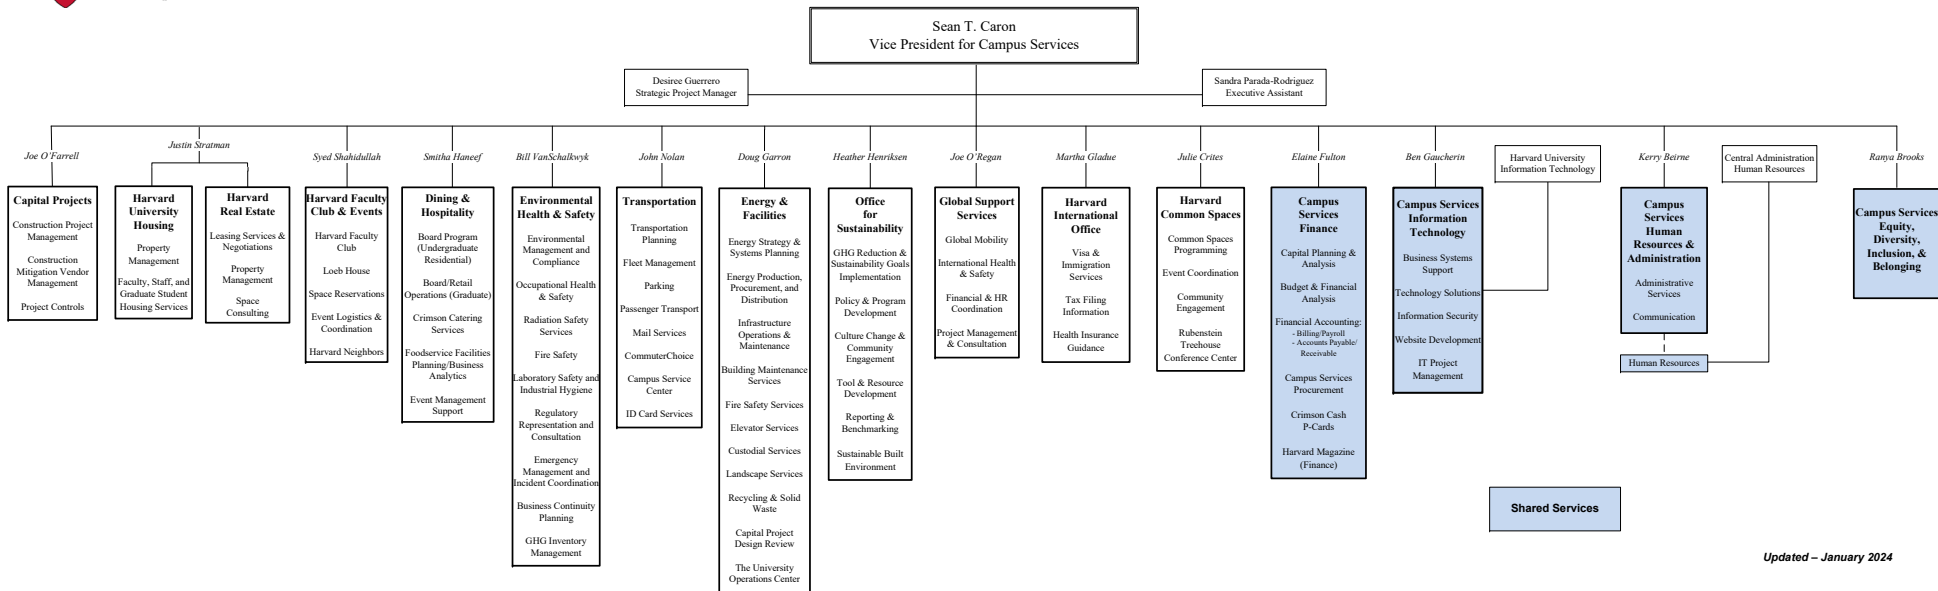 Sean T. Caron
Vice President for Campus Services
Desiree Guerrero
Strategic Project Manager
Sandra Parada-Rodriguez
Executive Assistant
Joe O'Farrell
Capital Projects
Construction Project
Management
Construction
Mitigation Vendor
Management
Project Controls
Justin Stratman
Harvard
University
Housing
Property
Management
Faculty, Staff, and
Graduate Student
Housing Services
Harvard
Real Estate
Leasing Services &
Negotiations
Property
Management
Space
Consulting
Syed Shahidullah
Harvard Faculty
Club & Events
Harvard Faculty
Club
Loeb House
Space Reservations
Event Logistics &
Coordination
Harvard Neighbors
Smitha Haneef
Dining &
Hospitality
Board Program
(Undergraduate
Residential)
Board/Retail
Operations (Graduate)
Crimson Catering
Services
Foodservice Facilities
Planning/Business
Analytics
Event Management
Support
Bill VanSchalkwyk
Environmental
Health & Safety
Environmental
Management and
Compliance
Occupational Health
& Safety
Radiation Safety
Services
Fire Safety
Laboratory Safety and
Industrial Hygiene
Regulatory
Representation and
Consultation
Emergency
Management and
Incident Coordination
Business Continuity
Planning
GHG Inventory
Management
John Nolan
Transportation
Transportation
Planning
Fleet Management
Parking
Passenger Transport
Mail Services
CommuterChoice
Campus Service
Center
ID Card Services
Doug Garron
Energy &
Facilities
Energy Strategy &
Systems Planning
Energy Production,
Procurement, and
Distribution
Infrastructure
Operations &
Maintenance
Building Maintenance
Services
Fire Safety Services
Elevator Services
Custodial Services
Landscape Services
Recycling & Solid
Waste
Capital Project
Design Review
The University
Operations Center
Heather Henriksen
Office
for
Sustainability
GHG Reduction &
Sustainability Goals
Implementation
Policy & Program
Development
Culture Change &
Community
Engagement
Tool & Resource
Development
Reporting &
Benchmarking
Sustainable Built
Environment
Joe O'Regan
Global Support
Services
Global Mobility
International Health
& Safety
Financial & HR
Coordination
Project Management
& Consultation
Martha Gladue
Harvard
International
Office
Visa &
Immigration
Services
Tax Filing
Information
Health Insurance
Guidance
Julie Crites
Harvard
Common Spaces
Common Spaces
Programming
Event Coordination
Community
Engagement
Rubenstein
Treehouse
Conference Center
Elaine Fulton
Campus
Services
Finance
Capital Planning &
Analysis
Budget & Financial
Analysis
Financial Accounting:
- Billing/Payroll
- Accounts Payable/
Receivable
Campus Services
Procurement
Crimson Cash
P-Cards
Harvard Magazine
(Finance)
Ben Gaucherin
Campus Services
Information
Technology
Business Systems
Support
Technology Solutions
Information Security
Website Development
IT Project
Management
Harvard University
Information Technology
Kerry Beirne
Campus
Services
Human
Resources &
Administration
Administrative
Services
Communication
Human Resources
Central Administration
Human Resources
Ranya Brooks
Campus Services
Equity,
Diversity,
Inclusion, &
Belonging
Shared Services
Updated – January 2024